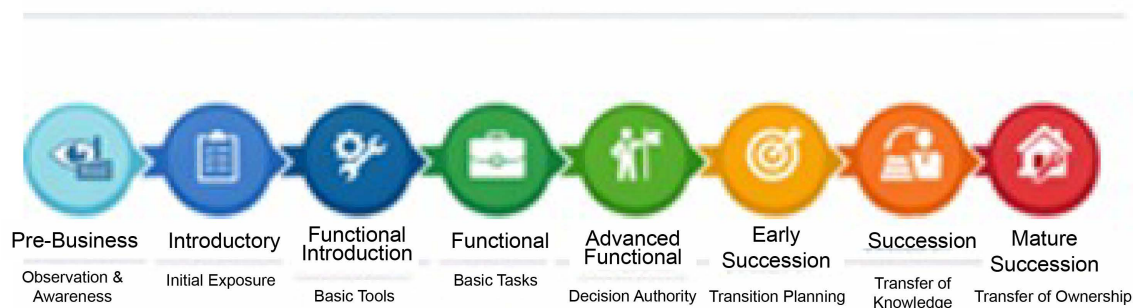 Pre-Business
Observation &
Awareness
Introductory
Initial Exposure
Functional
Introduction
Basic Tools
Functional
Basic Tasks
Advanced
Functional
Decision Authority
Early
Succession
Transition Planning
Succession
Transfer of
Knowledge
Mature
Succession
Transfer of Ownership